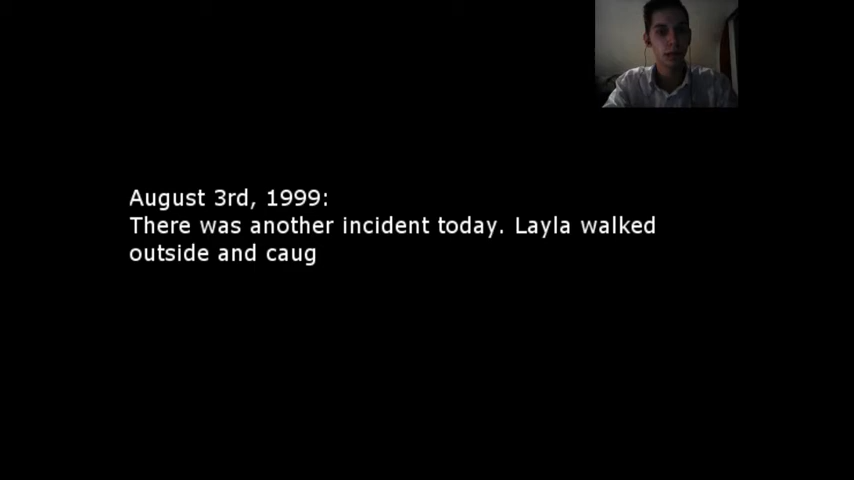 August 3rd, 1999:
There was another incident today. Layla walked
outside and caug